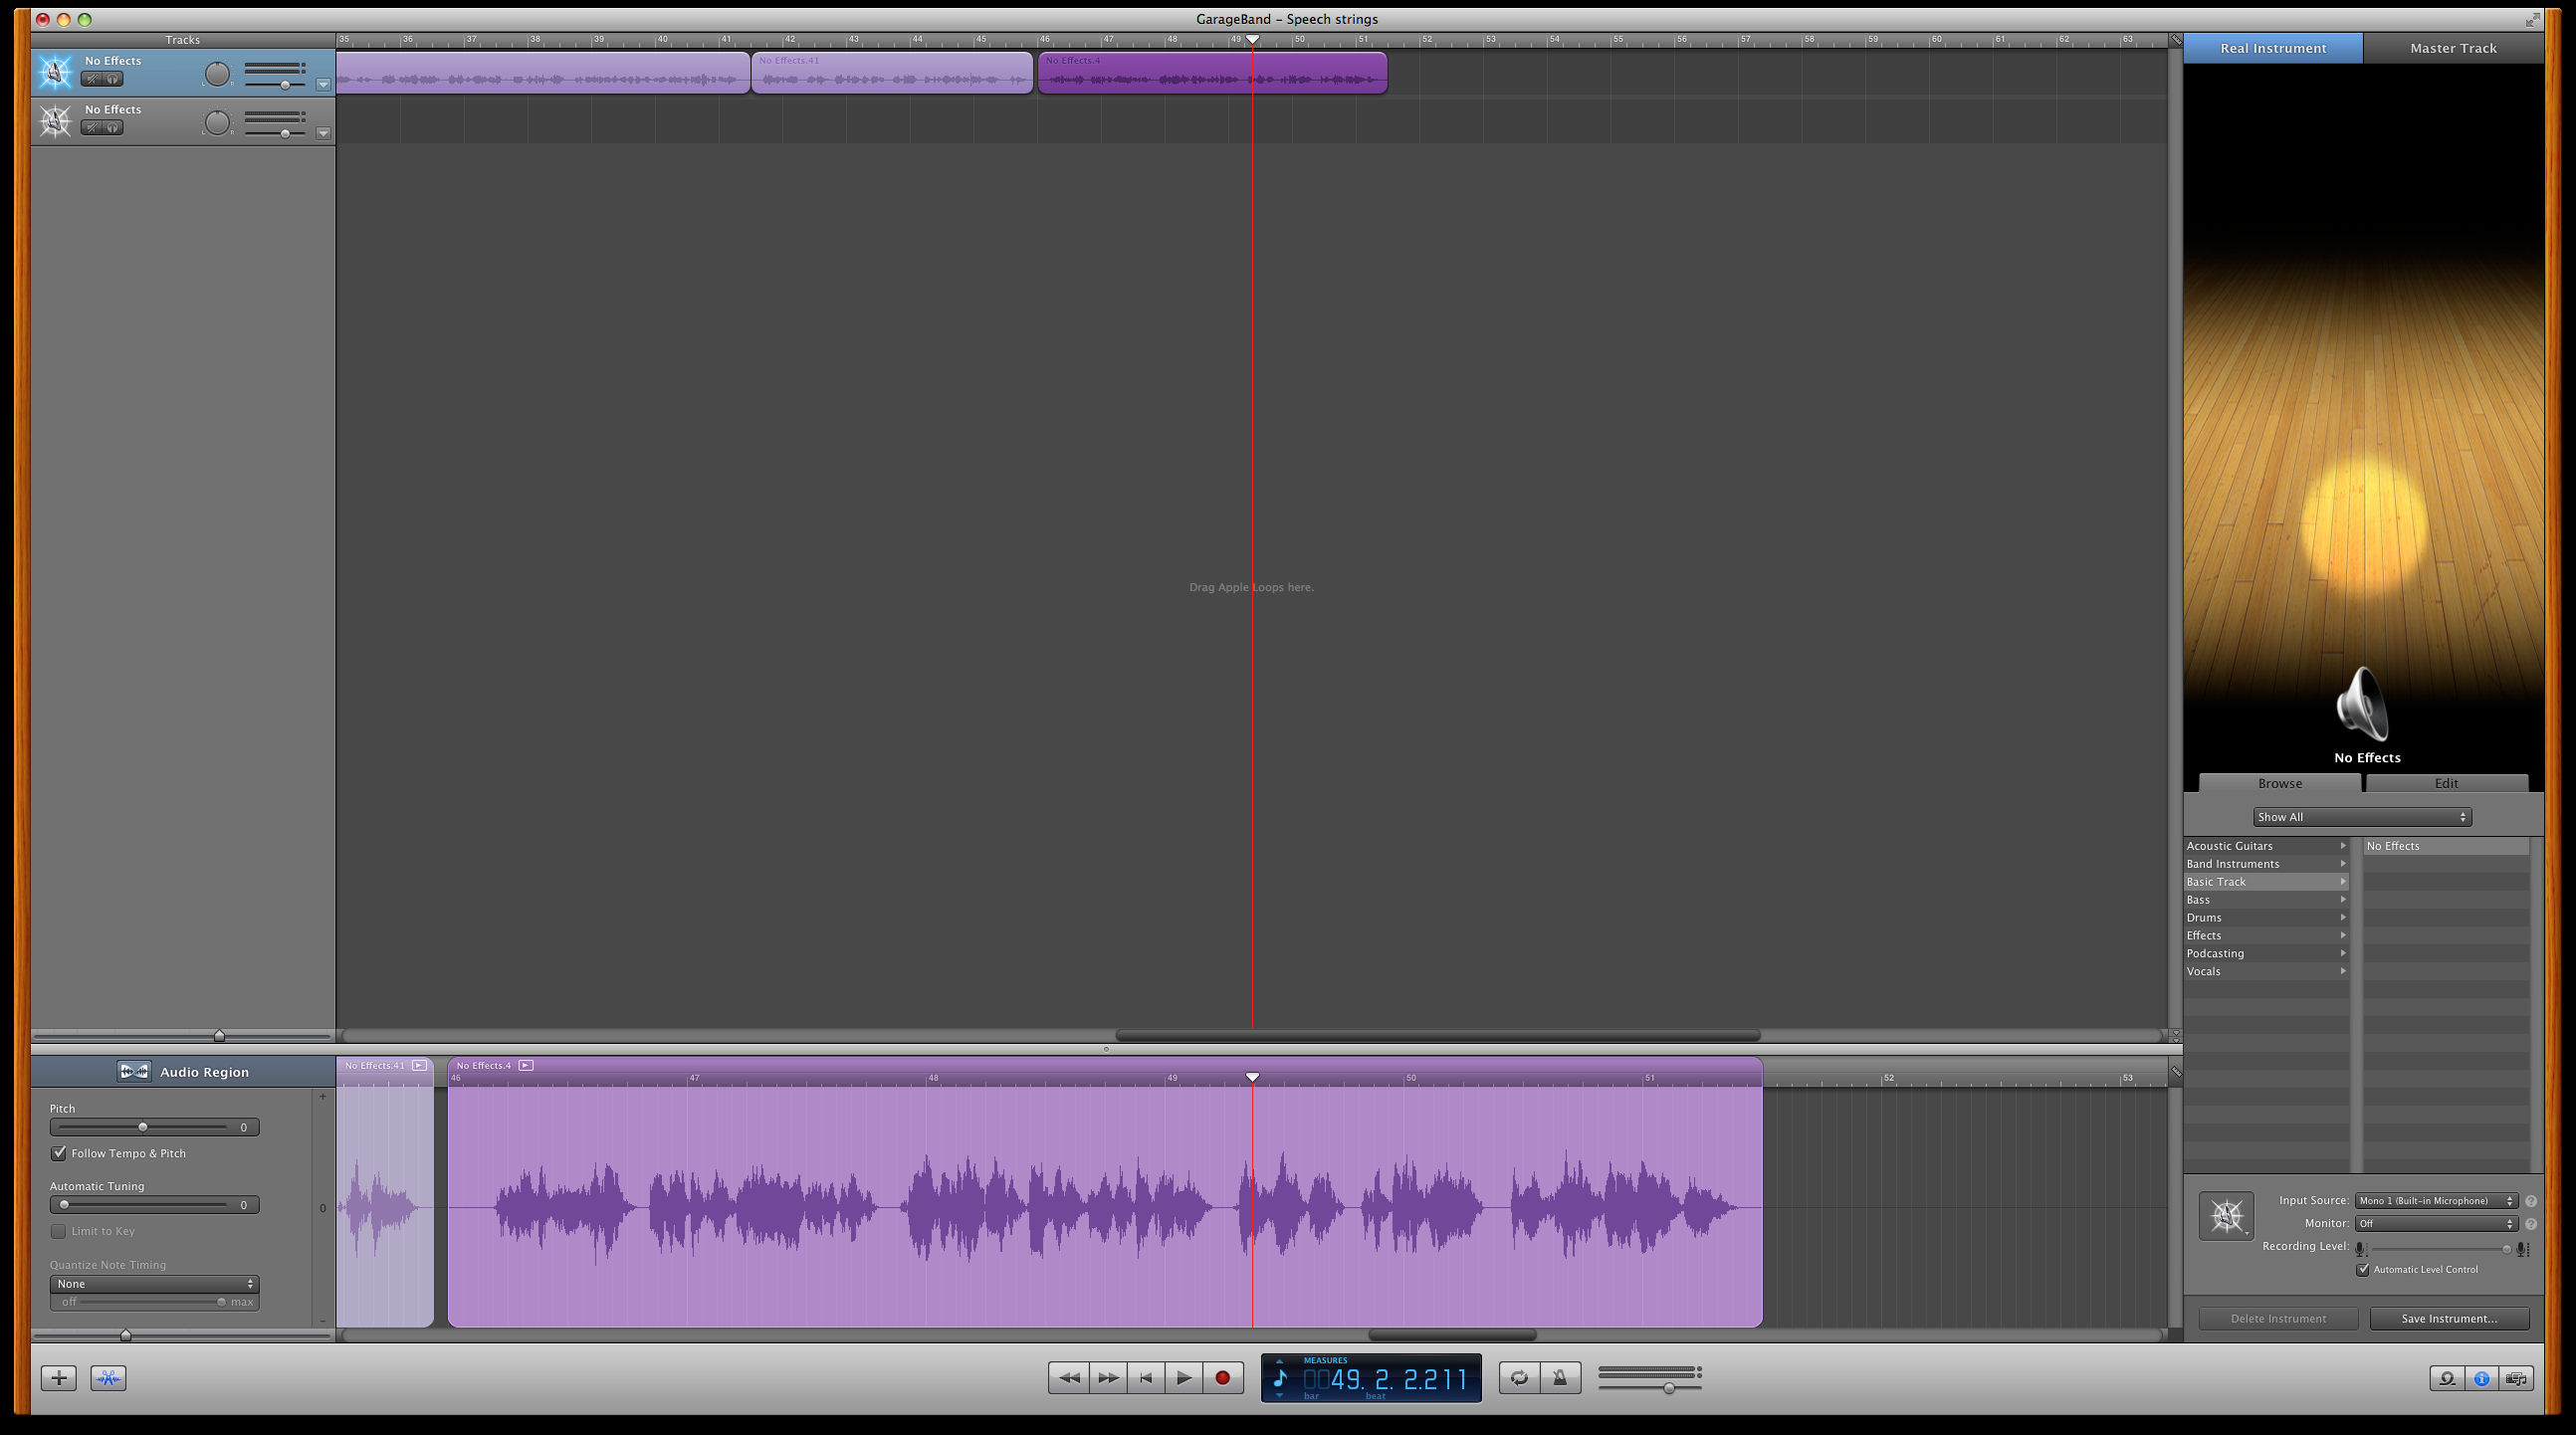 GarageBand – Speech strings
Tracks
35 36 37 38 39 40 41 42 43 44 45 46 47 48 49 50 51 52 53 54 55 56 57 58 59 60 61 62 63
Real Instrument Master Track
No Effects
No Effects.41 No Effects.4
No Effects
Drag Apple Loops here.
No Effects
Browse Edit
Show All
Acoustic Guitars No Effects
Band Instruments
Basic Track
Bass
Drums
Effects
Podcasting
Vocals
Audio Region
No Effects.41 No Effects.4
46 47 48 49 50 51 52 53
Pitch
0
Follow Tempo & Pitch
Automatic Tuning
0 0
Limit to Key
Quantize Note Timing
None
off max
Input Source: Mono 1 (Built-in Microphone) ?
Monitor: Off ?
Recording Level:
Automatic Level Control
Delete Instrument Save Instrument...
MEASURES
49. 2. 2.211
bar beat